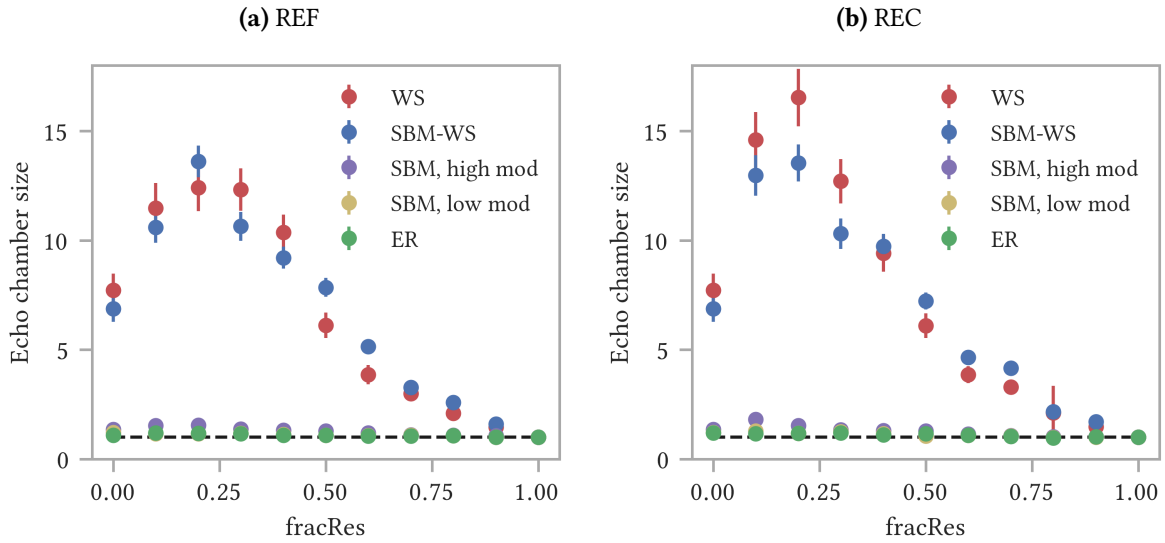 (a) REF
Echo chamber size
15
10
5
0
WS
SBM-WS
SBM, high mod
SBM, low mod
ER
0.00 0.25 0.50 0.75 1.00
fracRes
(b) REC
Echo chamber size
15
10
5
0
WS
SBM-WS
SBM, high mod
SBM, low mod
ER
0.00 0.25 0.50 0.75 1.00
fracRes